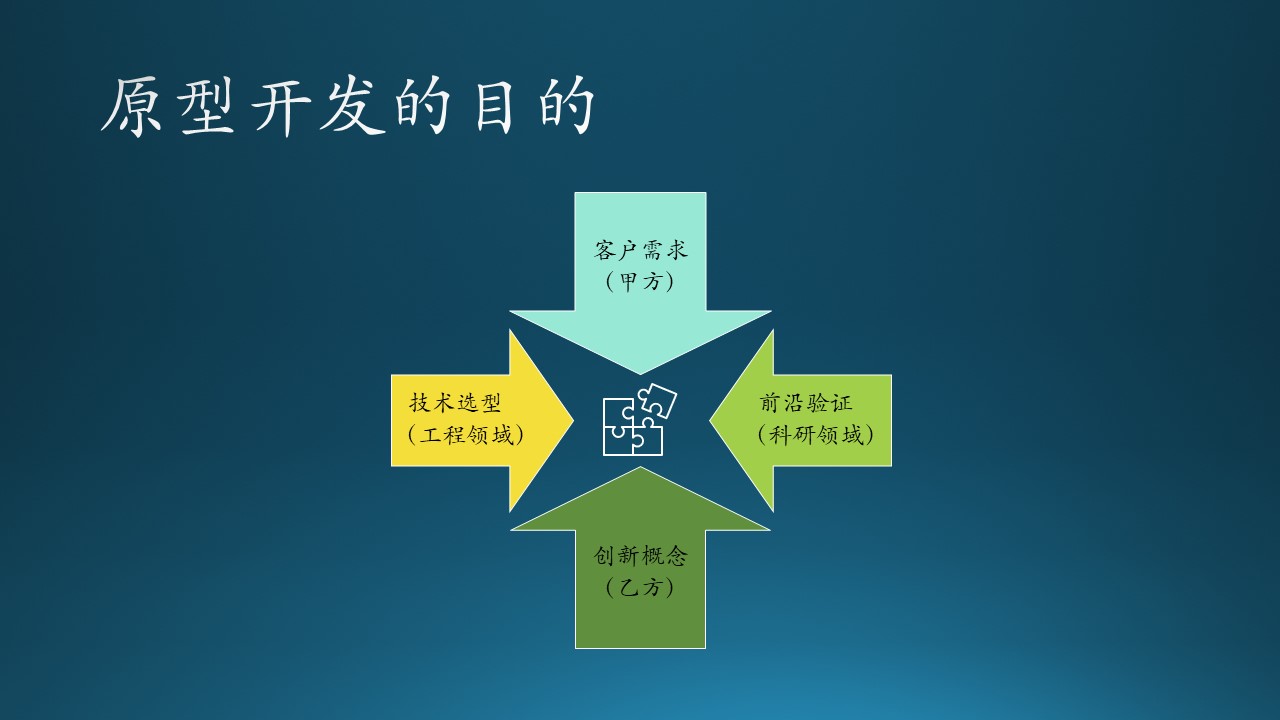 原型开发的目的
客户需求
（甲方）
技术选型
（工程领域）
前沿验证
（科研领域）
创新概念
（乙方）